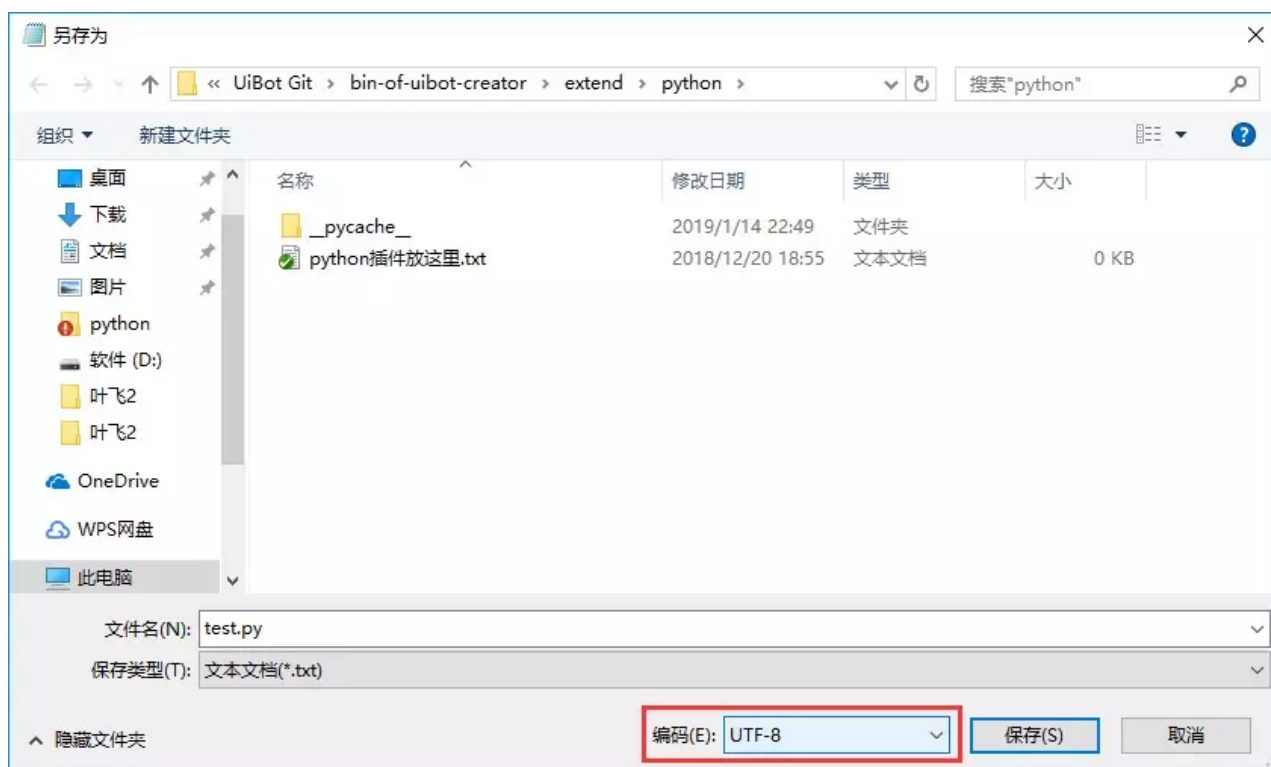 另存为
« UiBot Git › bin-of-uibot-creator › extend › python ›
搜索"python"
组织 新建文件夹
名称 修改日期 类型 大小
桌面
下载
文档
图片
python
软件 (D:)
叶飞2
叶飞2
OneDrive
WPS网盘
此电脑
__pycache__ 2019/1/14 22:49 文件夹
python插件放这里.txt 2018/12/20 18:55 文本文档 0 KB
文件名(N): test.py
保存类型(T): 文本文档(*.txt)
隐藏文件夹 编码(E): UTF-8 保存(S) 取消